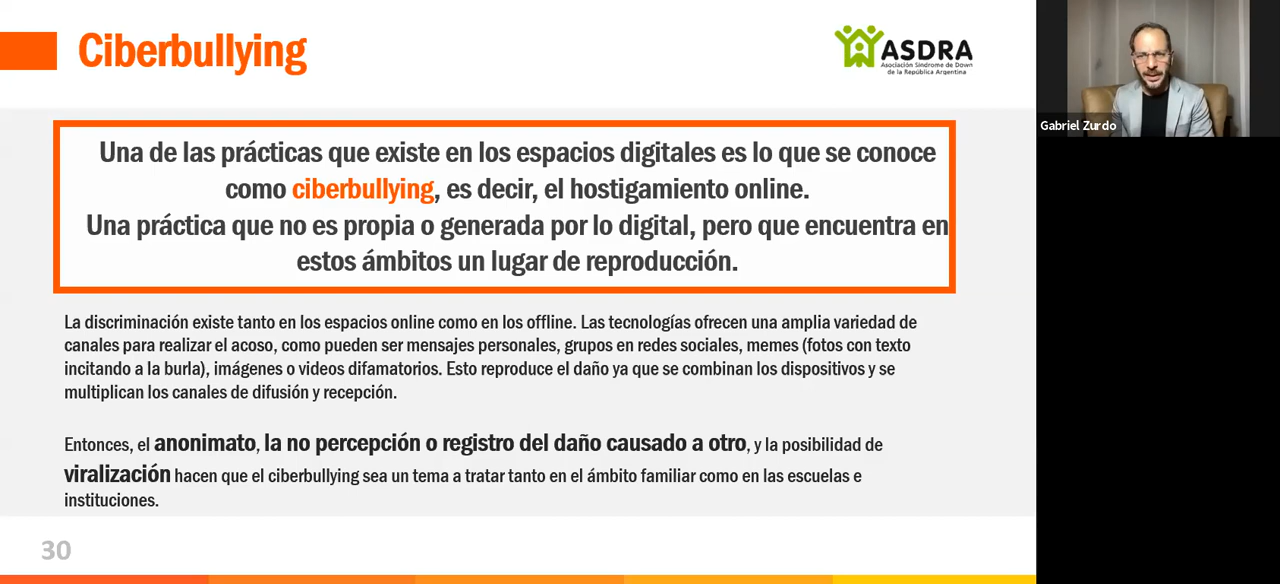 Ciberbullying
ASDRA
Asociación Síndrome de Down
de la República Argentina
Gabriel Zurdo
Una de las prácticas que existe en los espacios digitales es lo que se conoce
como ciberbullying, es decir, el hostigamiento online.
Una práctica que no es propia o generada por lo digital, pero que encuentra en
estos ámbitos un lugar de reproducción.
La discriminación existe tanto en los espacios online como en los offline. Las tecnologías ofrecen una amplia variedad de
canales para realizar el acoso, como pueden ser mensajes personales, grupos en redes sociales, memes (fotos con texto
incitando a la burla), imágenes o videos difamatorios. Esto reproduce el daño ya que se combinan los dispositivos y se
multiplican los canales de difusión y recepción.
Entonces, el anonimato, la no percepción o registro del daño causado a otro, y la posibilidad de
viralización hacen que el ciberbullying sea un tema a tratar tanto en el ámbito familiar como en las escuelas e
instituciones.
30